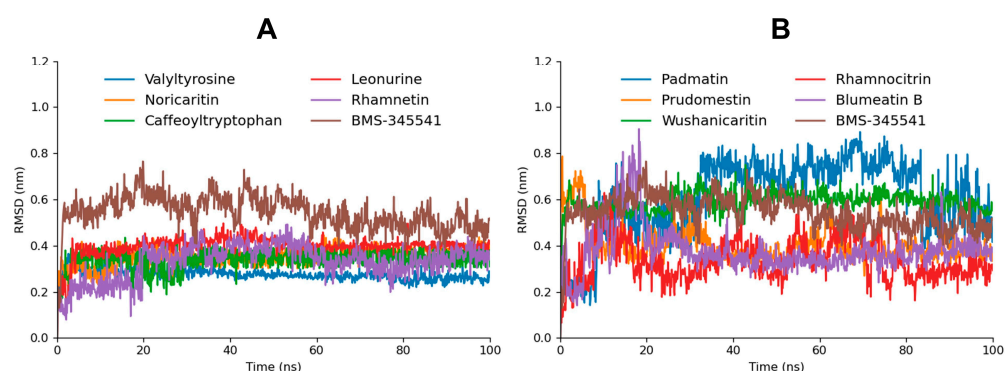 A
B
1.2
1.0
0.8
0.6
0.4
0.2
0.0
RMSD (nm)
Valyltyrosine
Noricaritin
Caffeoyltryptophan
Leonurine
Rhamnetin
BMS-345541
0 20 40 60 80 100
Time (ns)
1.2
1.0
0.8
0.6
0.4
0.2
0.0
RMSD (nm)
Padmatin
Prudomestin
Wushanicaritin
Rhamnocitrin
Blumeatin B
BMS-345541
0 20 40 60 80 100
Time (ns)